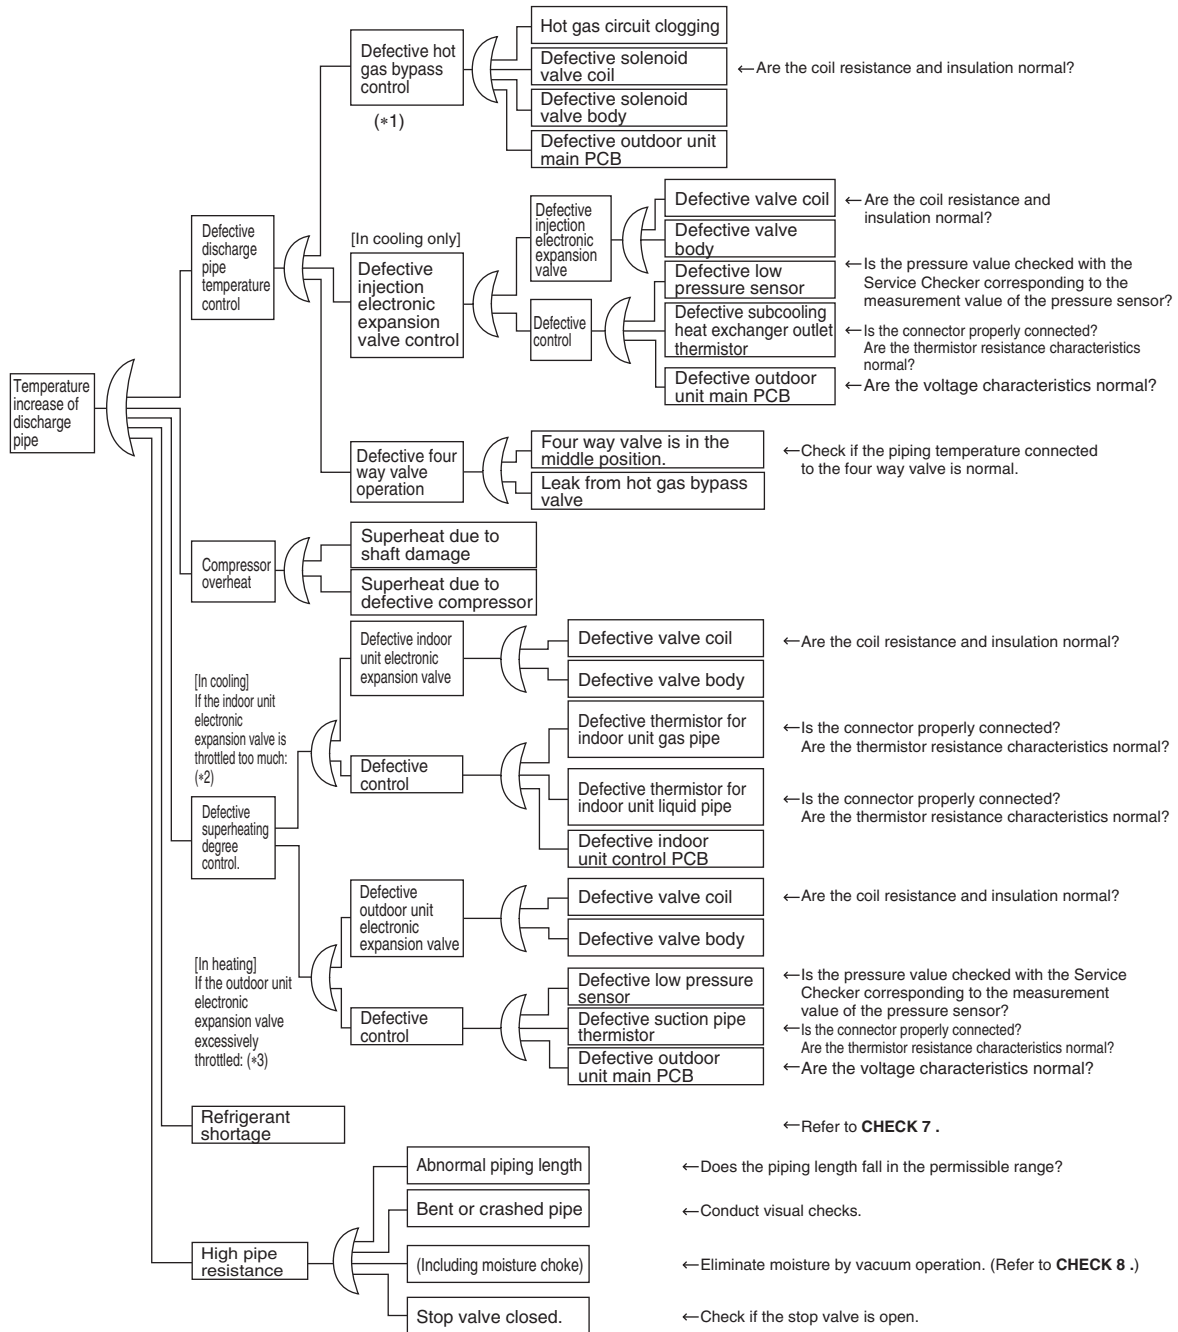 Temperature
increase of
discharge
pipe
Defective
discharge
pipe
temperature
control
Defective hot
gas bypass
control
(*1)
Hot gas circuit clogging
Defective solenoid
valve coil
←Are the coil resistance and insulation normal?
Defective solenoid
valve body
Defective outdoor unit
main PCB
[In cooling only]
Defective
injection
electronic
expansion
valve control
Defective
injection
electronic
expansion
valve
Defective valve coil
←Are the coil resistance and
insulation normal?
Defective valve
body
Defective
control
Defective low
pressure sensor
←Is the pressure value checked with the
Service Checker corresponding to the
measurement value of the pressure sensor?
Defective subcooling
heat exchanger outlet
thermistor
←Is the connector properly connected?
Are the thermistor resistance characteristics
normal?
Defective outdoor
unit main PCB
←Are the voltage characteristics normal?
Defective four
way valve
operation
Four way valve is in the
middle position.
←Check if the piping temperature connected
to the four way valve is normal.
Leak from hot gas bypass
valve
Compressor
overheat
Superheat due to
shaft damage
Superheat due to
defective compressor
Defective
superheating
degree
control.
[In cooling]
If the indoor unit
electronic
expansion valve is
throttled too much:
(*2)
Defective indoor
unit electronic
expansion valve
Defective valve coil
←Are the coil resistance and insulation normal?
Defective valve body
Defective
control
Defective thermistor for
indoor unit gas pipe
←Is the connector properly connected?
Are the thermistor resistance characteristics normal?
Defective thermistor for
indoor unit liquid pipe
←Is the connector properly connected?
Are the thermistor resistance characteristics normal?
Defective indoor
unit control PCB
[In heating]
If the outdoor unit
electronic
expansion valve
excessively
throttled: (*3)
Defective
outdoor unit
electronic
expansion valve
Defective valve coil
←Are the coil resistance and insulation normal?
Defective valve body
Defective
control
Defective low pressure
sensor
←Is the pressure value checked with the Service
Checker corresponding to the measurement
value of the pressure sensor?
Defective suction pipe
thermistor
←Is the connector properly connected?
Are the thermistor resistance characteristics normal?
Defective outdoor
unit main PCB
←Are the voltage characteristics normal?
Refrigerant
shortage
←Refer to CHECK 7 .
High pipe
resistance
Abnormal piping length
←Does the piping length fall in the permissible range?
Bent or crashed pipe
←Conduct visual checks.
(Including moisture choke)
←Eliminate moisture by vacuum operation. (Refer to CHECK 8 .)
Stop valve closed.
←Check if the stop valve is open.